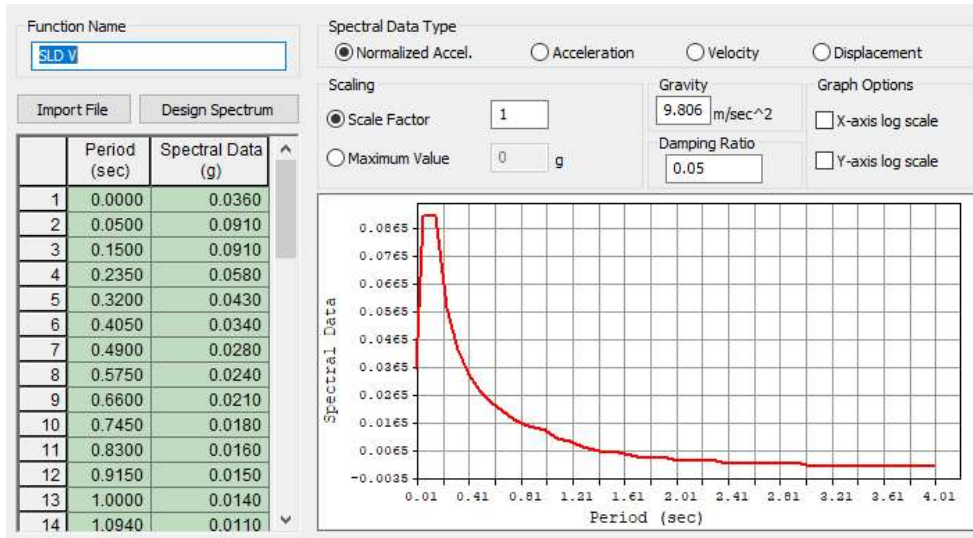 Function Name
SLD V
Import File
Design Spectrum
Period (sec) Spectral Data (g)
1 0.0000 0.0360
2 0.0500 0.0910
3 0.1500 0.0910
4 0.2350 0.0580
5 0.3200 0.0430
6 0.4050 0.0340
7 0.4900 0.0280
8 0.5750 0.0240
9 0.6600 0.0210
10 0.7450 0.0180
11 0.8300 0.0160
12 0.9150 0.0150
13 1.0000 0.0140
14 1.0940 0.0110
Spectral Data Type
Normalized Accel. Acceleration Velocity Displacement
Scaling
Scale Factor 1
Maximum Value 0 g
Gravity
9.806 m/sec^2
Damping Ratio
0.05
Graph Options
X-axis log scale
Y-axis log scale
0.0865
0.0765
0.0665
0.0565
0.0465
0.0365
0.0265
0.0165
0.0065
-0.0035
Spectral Data
0.01 0.41 0.81 1.21 1.61 2.01 2.41 2.81 3.21 3.61 4.01
Period (sec)